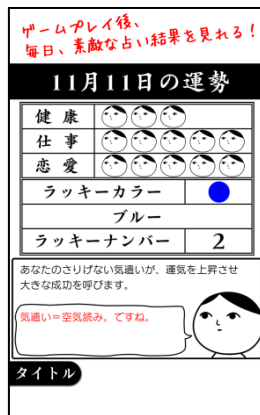 ゲームプレイ後、
毎日、素敵な占い結果を見れる！
11月11日の運勢
健康
仕事
恋愛
ラッキーカラー
ブルー
ラッキーナンバー 2
あなたのさりげない気遣いが、運気を上昇させ
大きな成功を呼びます。
気遣い＝空気読み。ですね。
タイトル